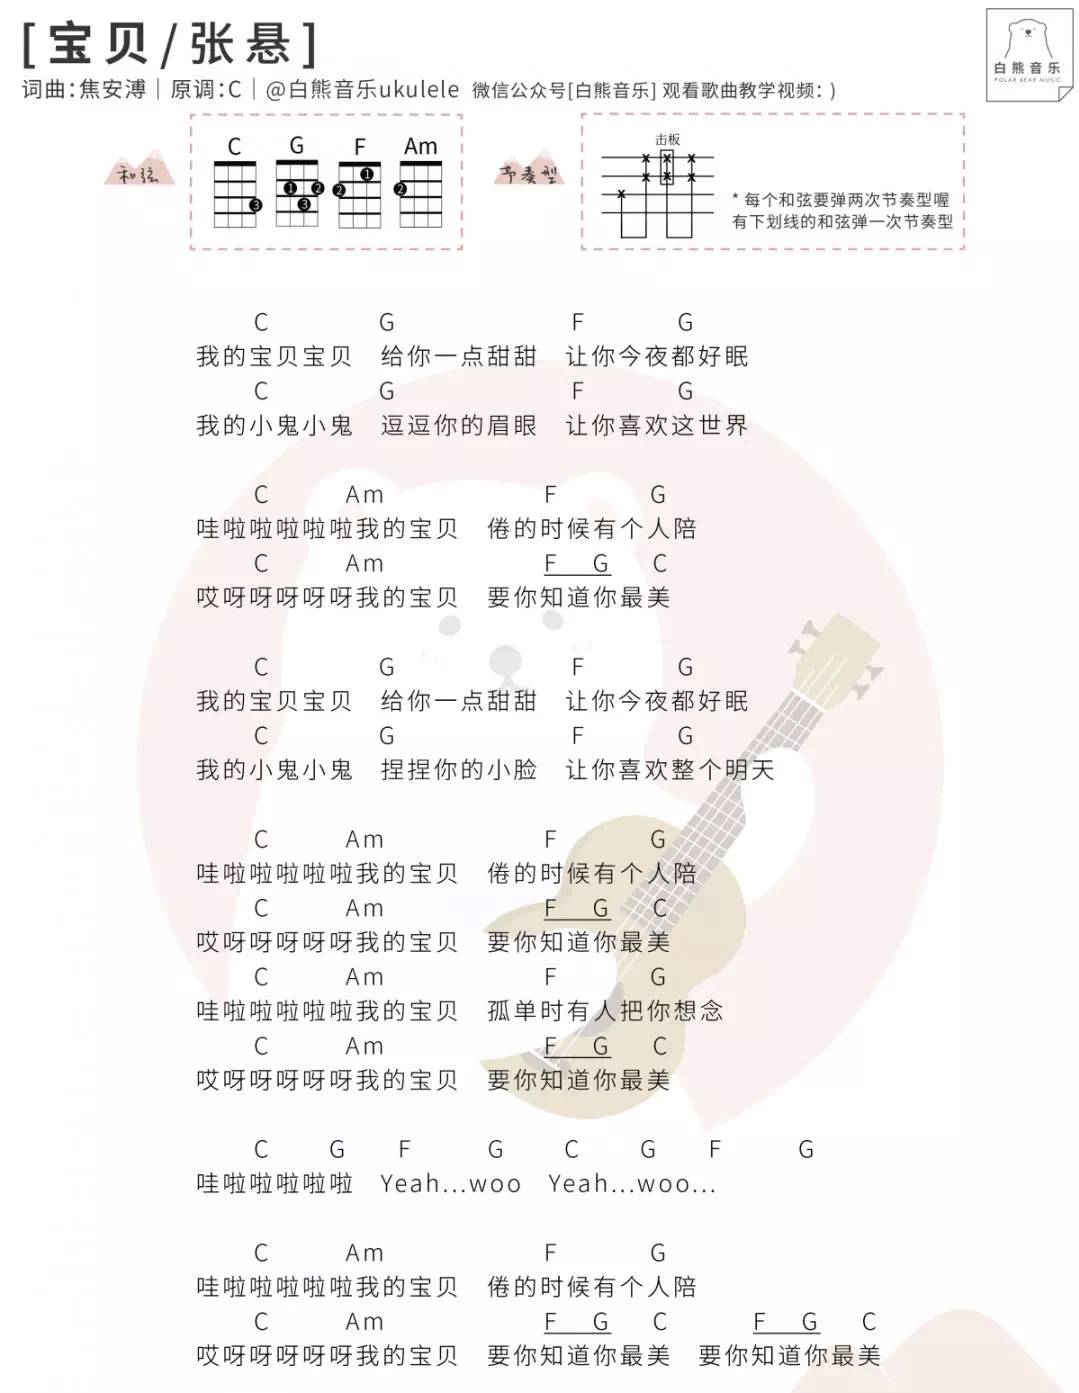 [宝贝/张悬]
词曲:焦安溥｜原调:C｜@白熊音乐ukulele 微信公众号[白熊音乐] 观看歌曲教学视频: )
白熊音乐
POLAR BEAR MUSIC
和弦
C G F Am
3 1 2 3 1 2 2
节奏型
击板
* 每个和弦要弹两次节奏型喔
有下划线的和弦弹一次节奏型
C G F G
我的宝贝宝贝 给你一点甜甜 让你今夜都好眠
C G F G
我的小鬼小鬼 逗逗你的眉眼 让你喜欢这世界
C Am F G
哇啦啦啦啦啦我的宝贝 倦的时候有个人陪
C Am F G C
哎呀呀呀呀呀我的宝贝 要你知道你最美
C G F G
我的宝贝宝贝 给你一点甜甜 让你今夜都好眠
C G F G
我的小鬼小鬼 捏捏你的小脸 让你喜欢整个明天
C Am F G
哇啦啦啦啦啦我的宝贝 倦的时候有个人陪
C Am F G C
哎呀呀呀呀呀我的宝贝 要你知道你最美
C Am F G
哇啦啦啦啦啦我的宝贝 孤单时有人把你想念
C Am F G C
哎呀呀呀呀呀我的宝贝 要你知道你最美
C G F G C G F G
哇啦啦啦啦啦 Yeah...woo Yeah...woo...
C Am F G
哇啦啦啦啦啦我的宝贝 倦的时候有个人陪
C Am F G C F G C
哎呀呀呀呀呀我的宝贝 要你知道你最美 要你知道你最美